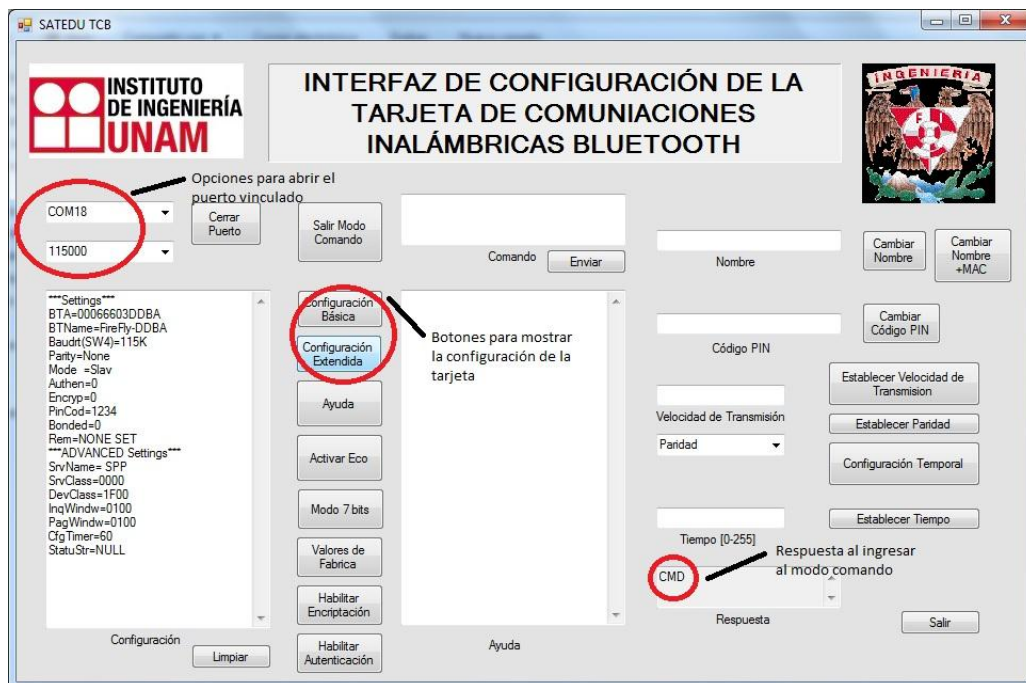 SATEDU TCB
INSTITUTO
DE INGENIERÍA
UNAM
INTERFAZ DE CONFIGURACIÓN DE LA
TARJETA DE COMUNIACIONES
INALÁMBRICAS BLUETOOTH
INGENIERIA
F I
Opciones para abrir el
puerto vinculado
COM18
115000
Cerrar
Puerto
Salir Modo
Comando
Comando
Enviar
Nombre
Cambiar
Nombre
Cambiar
Nombre
+MAC
***Settings***
BTA=00066603DDBA
BTName=FireFly-DDBA
Baudrt(SW4)=115K
Parity=None
Mode =Slav
Authen=0
Encryp=0
PinCod=1234
Bonded=0
Rem=NONE SET
***ADVANCED Settings***
SrvName= SPP
SrvClass=0000
DevClass=1F00
InqWindw=0100
PagWindw=0100
CfgTimer=60
StatuStr=NULL
Configuración
Limpiar
Configuración
Básica
Configuración
Extendida
Ayuda
Activar Eco
Modo 7 bits
Valores de
Fabrica
Habilitar
Encriptación
Habilitar
Autenticación
Botones para mostrar
la configuración de la
tarjeta
Ayuda
Código PIN
Cambiar
Código PIN
Velocidad de Transmisión
Establecer Velocidad de
Transmision
Paridad
Establecer Paridad
Configuración Temporal
Tiempo [0-255]
Establecer Tiempo
Respuesta al ingresar
al modo comando
CMD
Respuesta
Salir